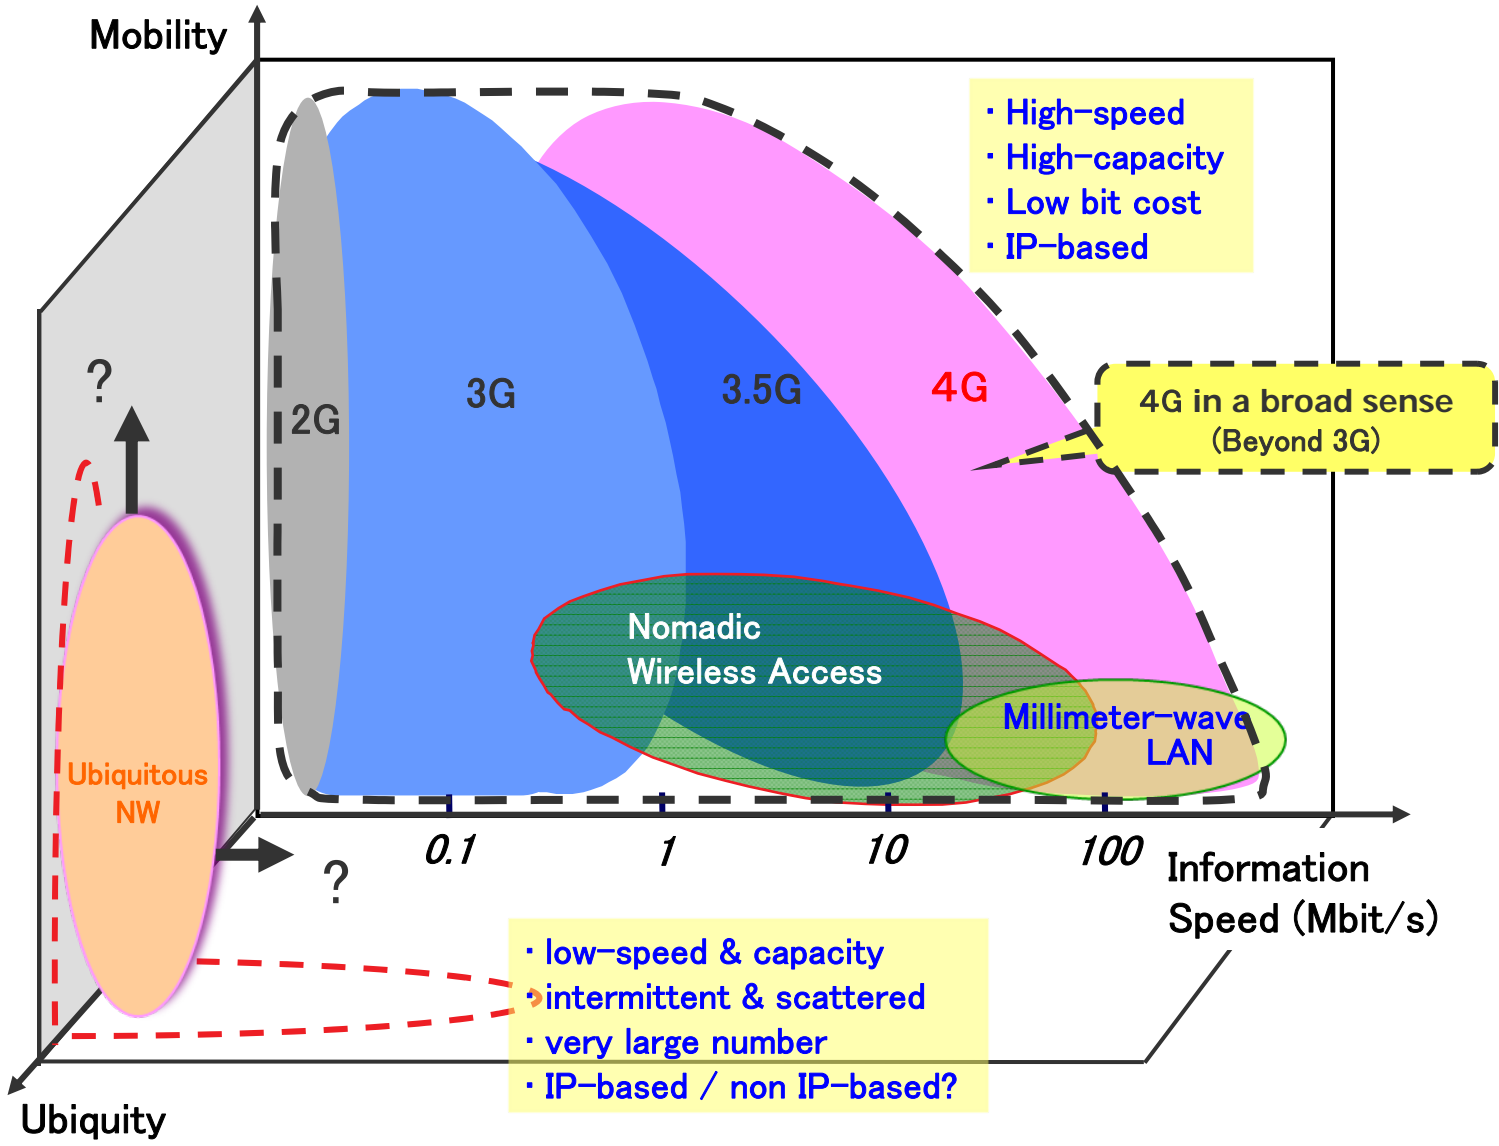 Mobility
・High-speed
・High-capacity
・Low bit cost
・IP-based
?
2G
3G
3.5G
4G
4G in a broad sense
(Beyond 3G)
Nomadic
Wireless Access
Millimeter-wave
LAN
Ubiquitous
NW
?
0.1
1
10
100
Information
Speed (Mbit/s)
・low-speed & capacity
・intermittent & scattered
・very large number
・IP-based / non IP-based?
Ubiquity